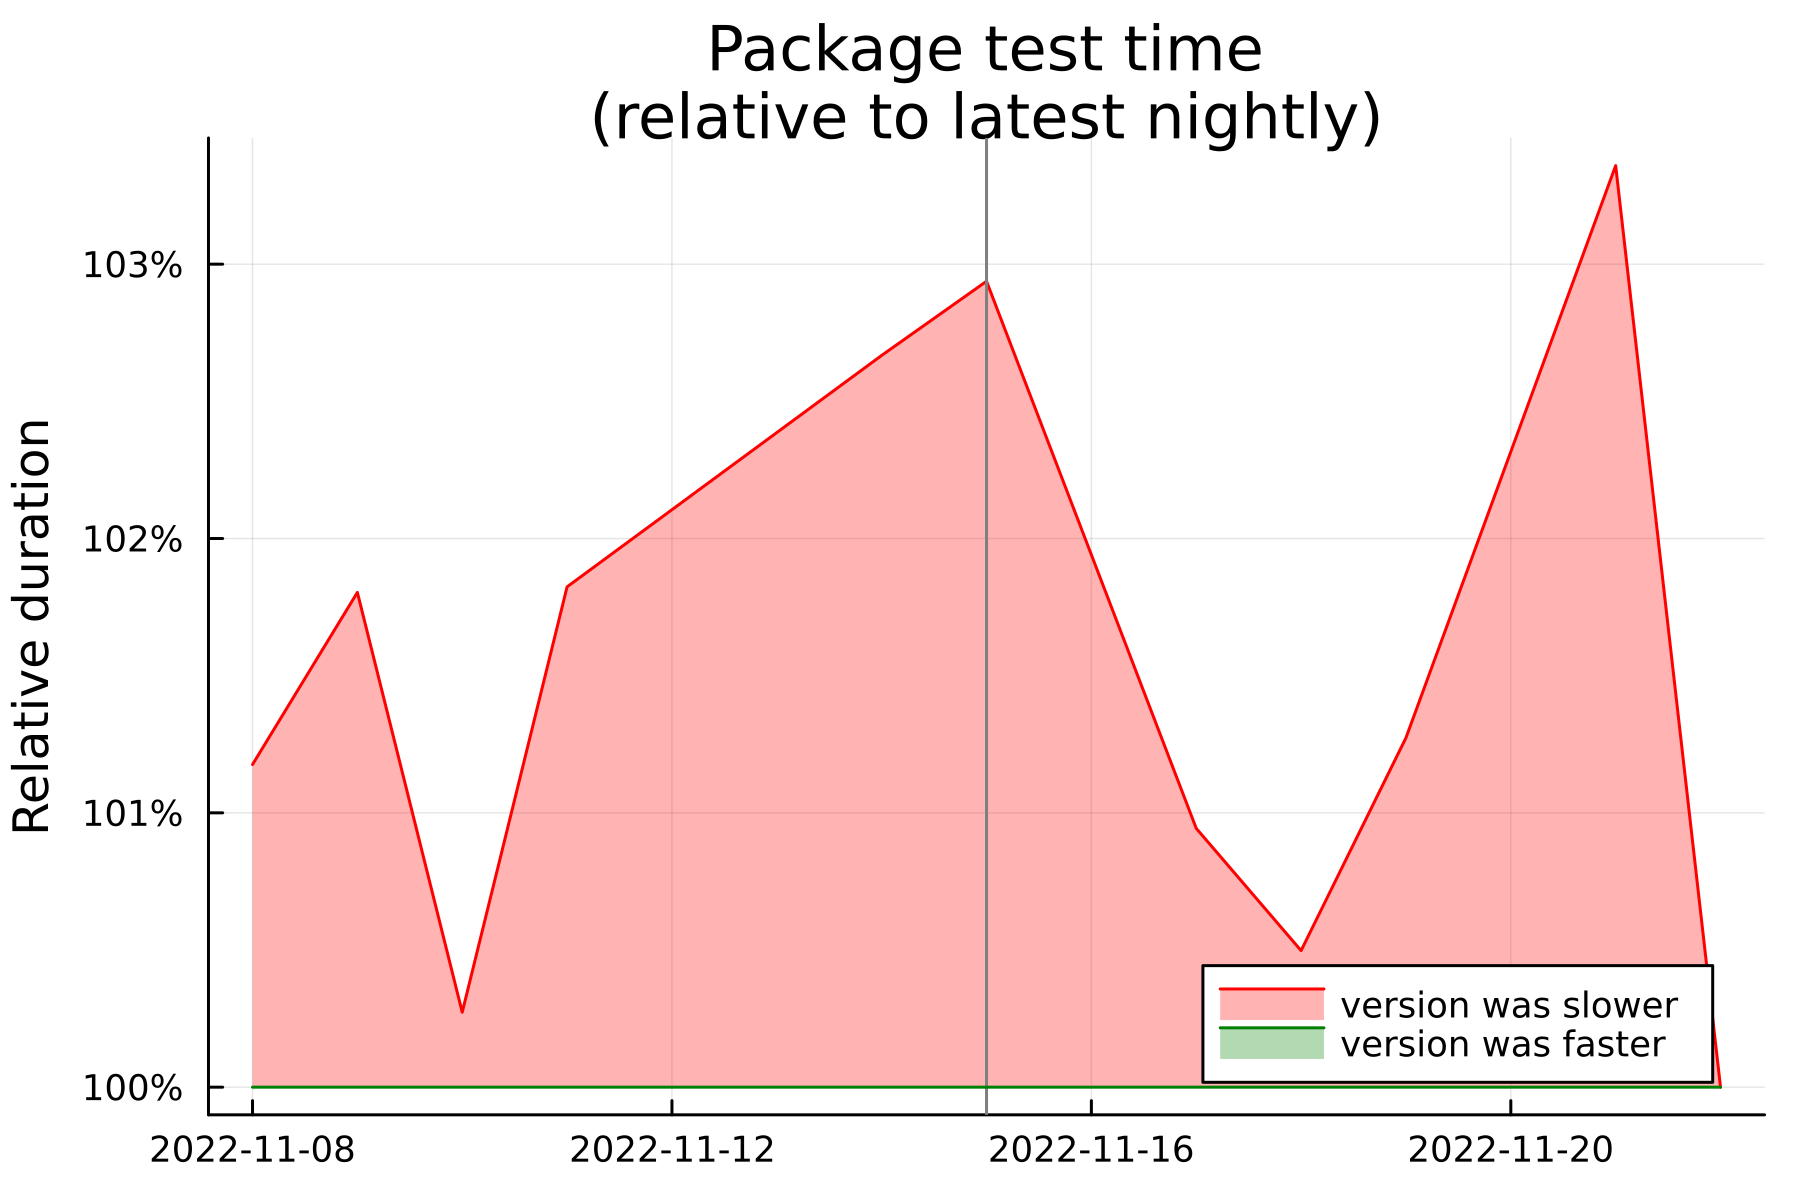 Package test time
(relative to latest nightly)
Relative duration
103%
102%
101%
100%
version was slower
version was faster
2022-11-08
2022-11-12
2022-11-16
2022-11-20